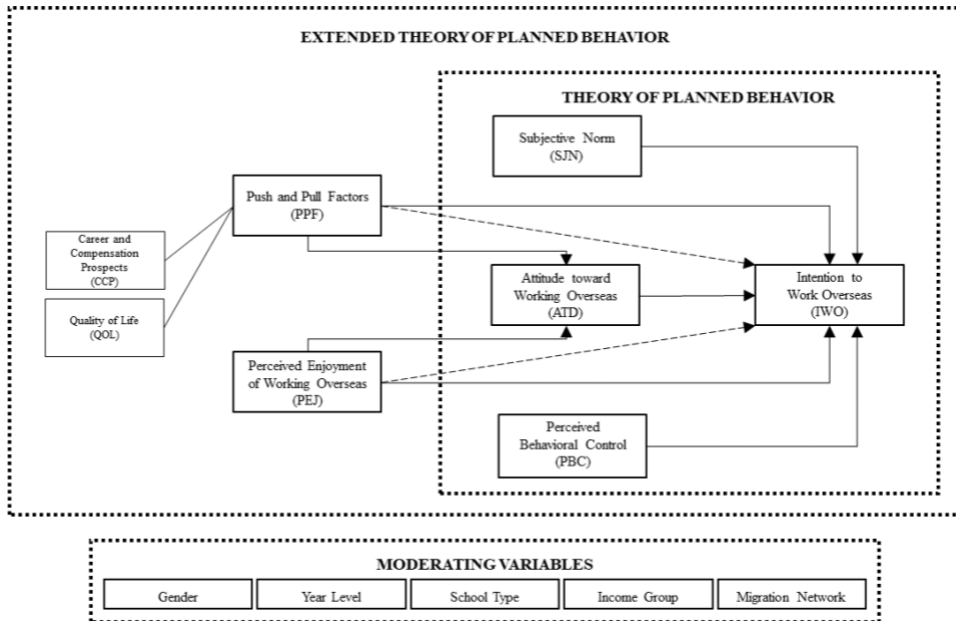 EXTENDED THEORY OF PLANNED BEHAVIOR
THEORY OF PLANNED BEHAVIOR
Subjective Norm
(SJN)
Push and Pull Factors
(PPF)
Career and
Compensation
Prospects
(CCP)
Quality of Life
(QOL)
Attitude toward
Working Overseas
(ATD)
Intention to
Work Overseas
(IWO)
Perceived Enjoyment
of Working Overseas
(PEJ)
Perceived
Behavioral Control
(PBC)
MODERATING VARIABLES
Gender
Year Level
School Type
Income Group
Migration Network